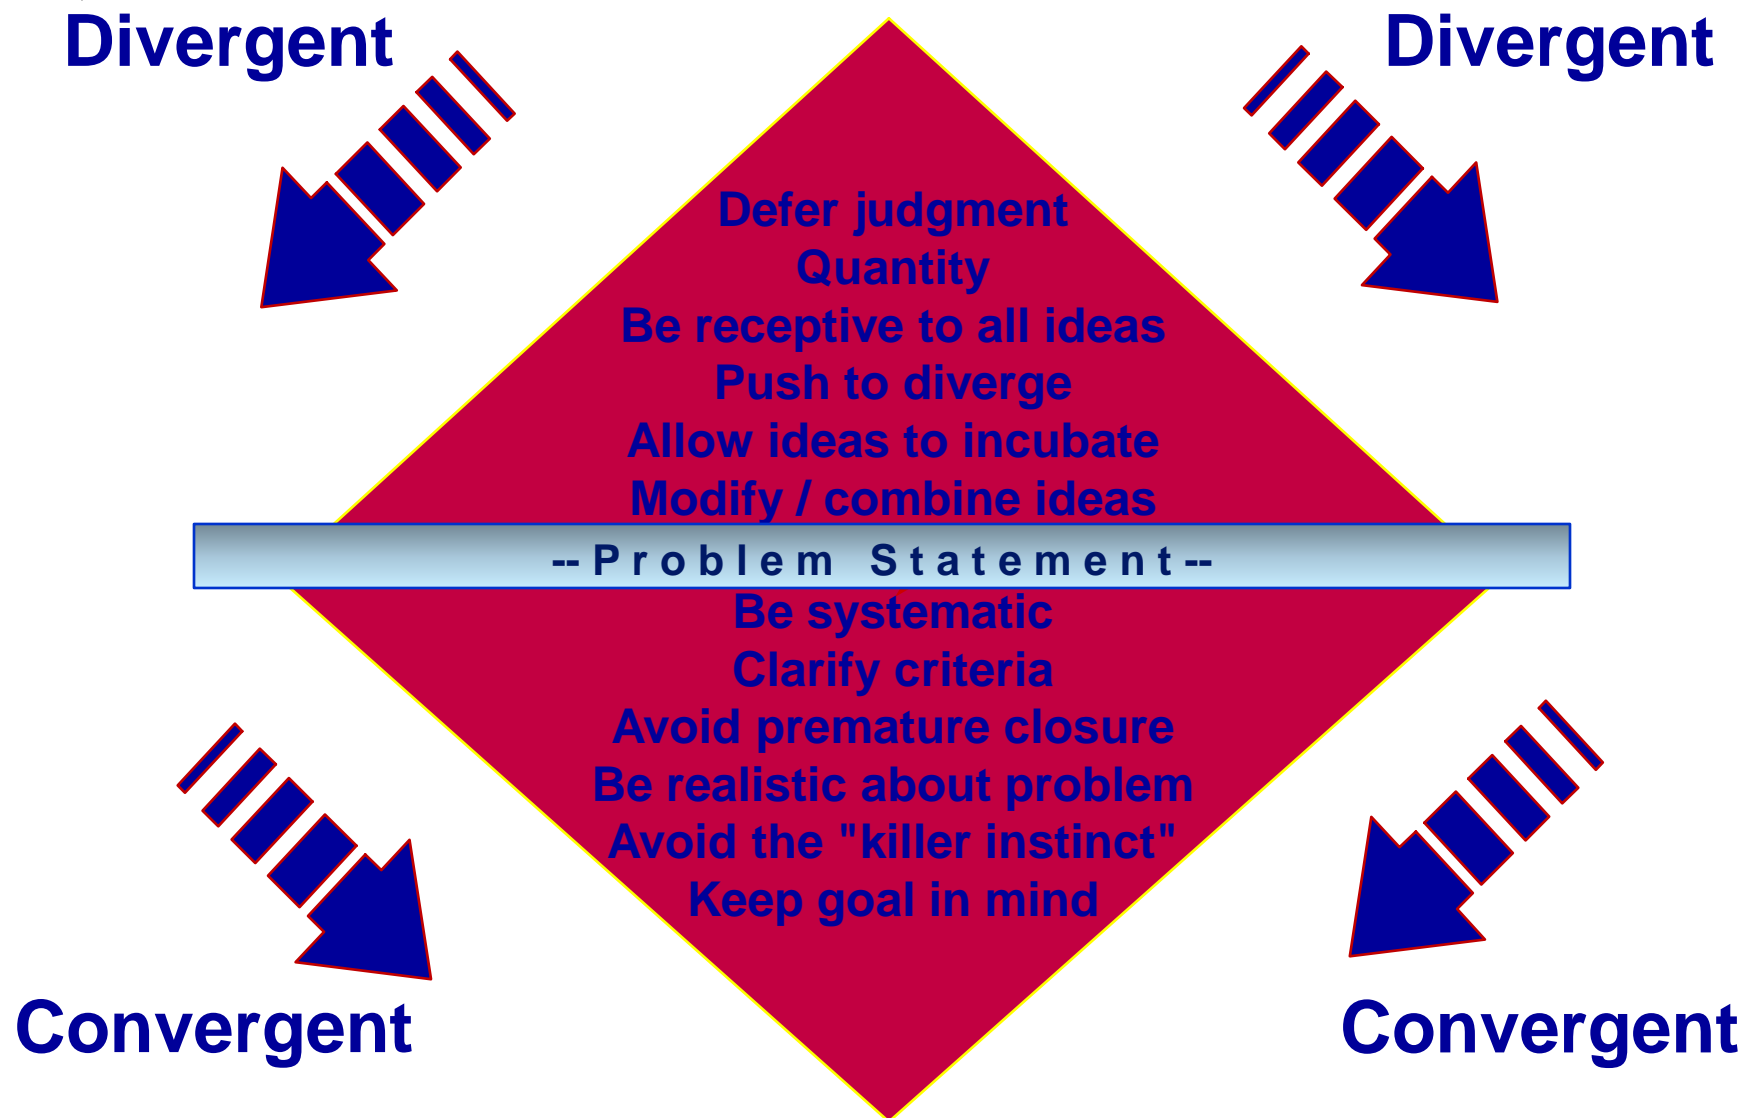 Divergent
Divergent
Defer judgment
Quantity
Be receptive to all ideas
Push to diverge
Allow ideas to incubate
Modify / combine ideas
-- P r o b l e m   S t a t e m e n t --
Be systematic
Clarify criteria
Avoid premature closure
Be realistic about problem
Avoid the "killer instinct"
Keep goal in mind
Convergent
Convergent